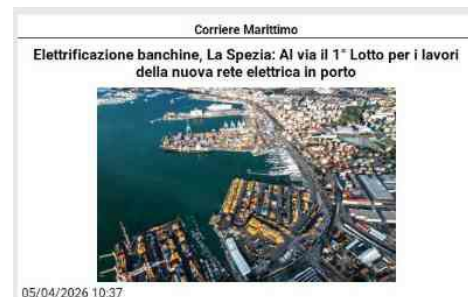 Corriere Marittimo
Elettrificazione banchine, La Spezia: Al via il 1° Lotto per i lavori
della nuova rete elettrica in porto
05/04/2026 10:37